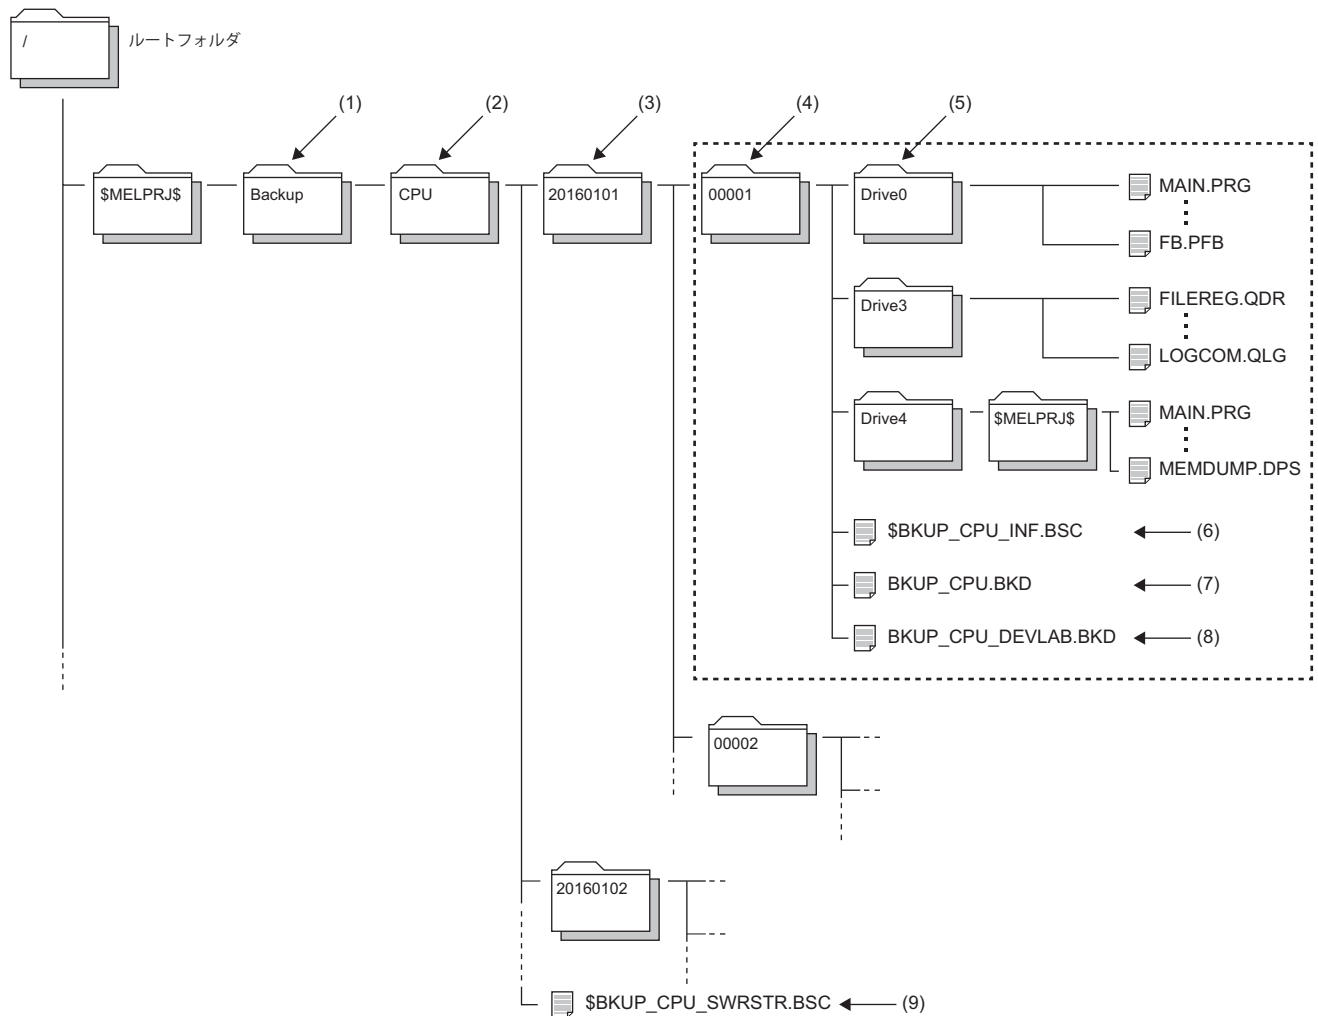 /
ルートフォルダ
(1)
(2)
(3)
(4)
(5)
$MELPRJ$
Backup
CPU
20160101
00001
Drive0
MAIN.PRG
FB.PFB
Drive3
FILEREG.QDR
LOGCOM.QLG
Drive4
$MELPRJ$
MAIN.PRG
MEMDUMP.DPS
$BKUP_CPU_INF.BSC
(6)
BKUP_CPU.BKD
(7)
BKUP_CPU_DEVLAB.BKD
(8)
00002
20160102
$BKUP_CPU_SWRSTR.BSC
(9)